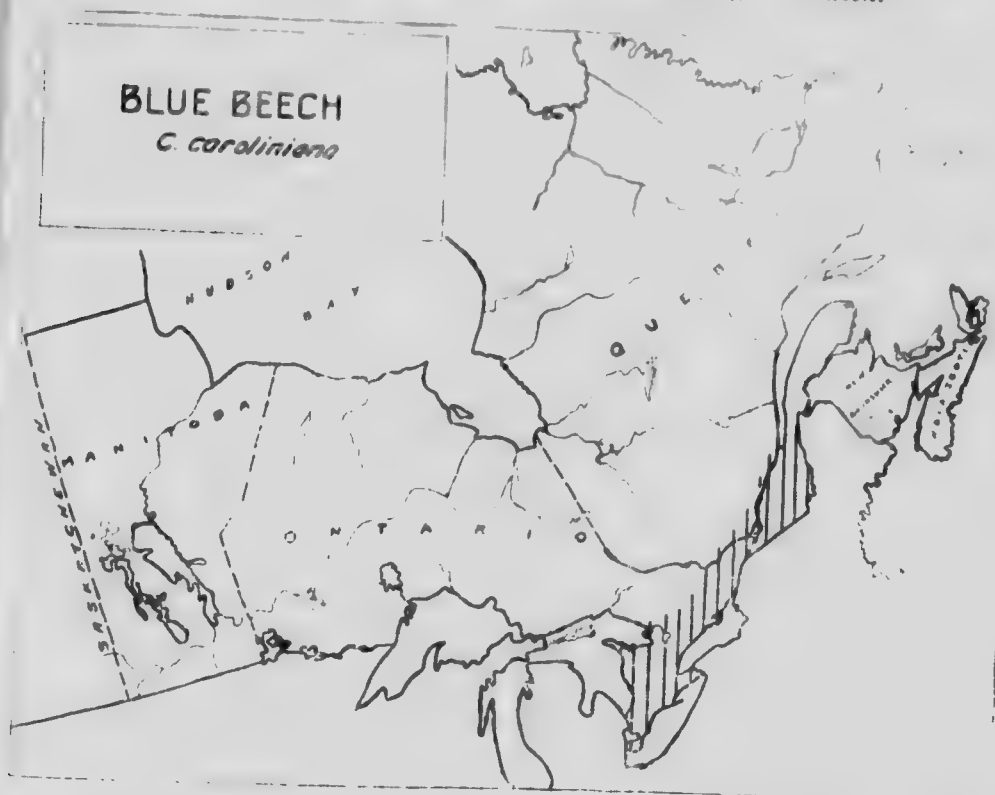 BLUE BEECH
C. caroliniana
HUDSON
BAY
MANITOBA
SASKATCHEWAN
ONTARIO